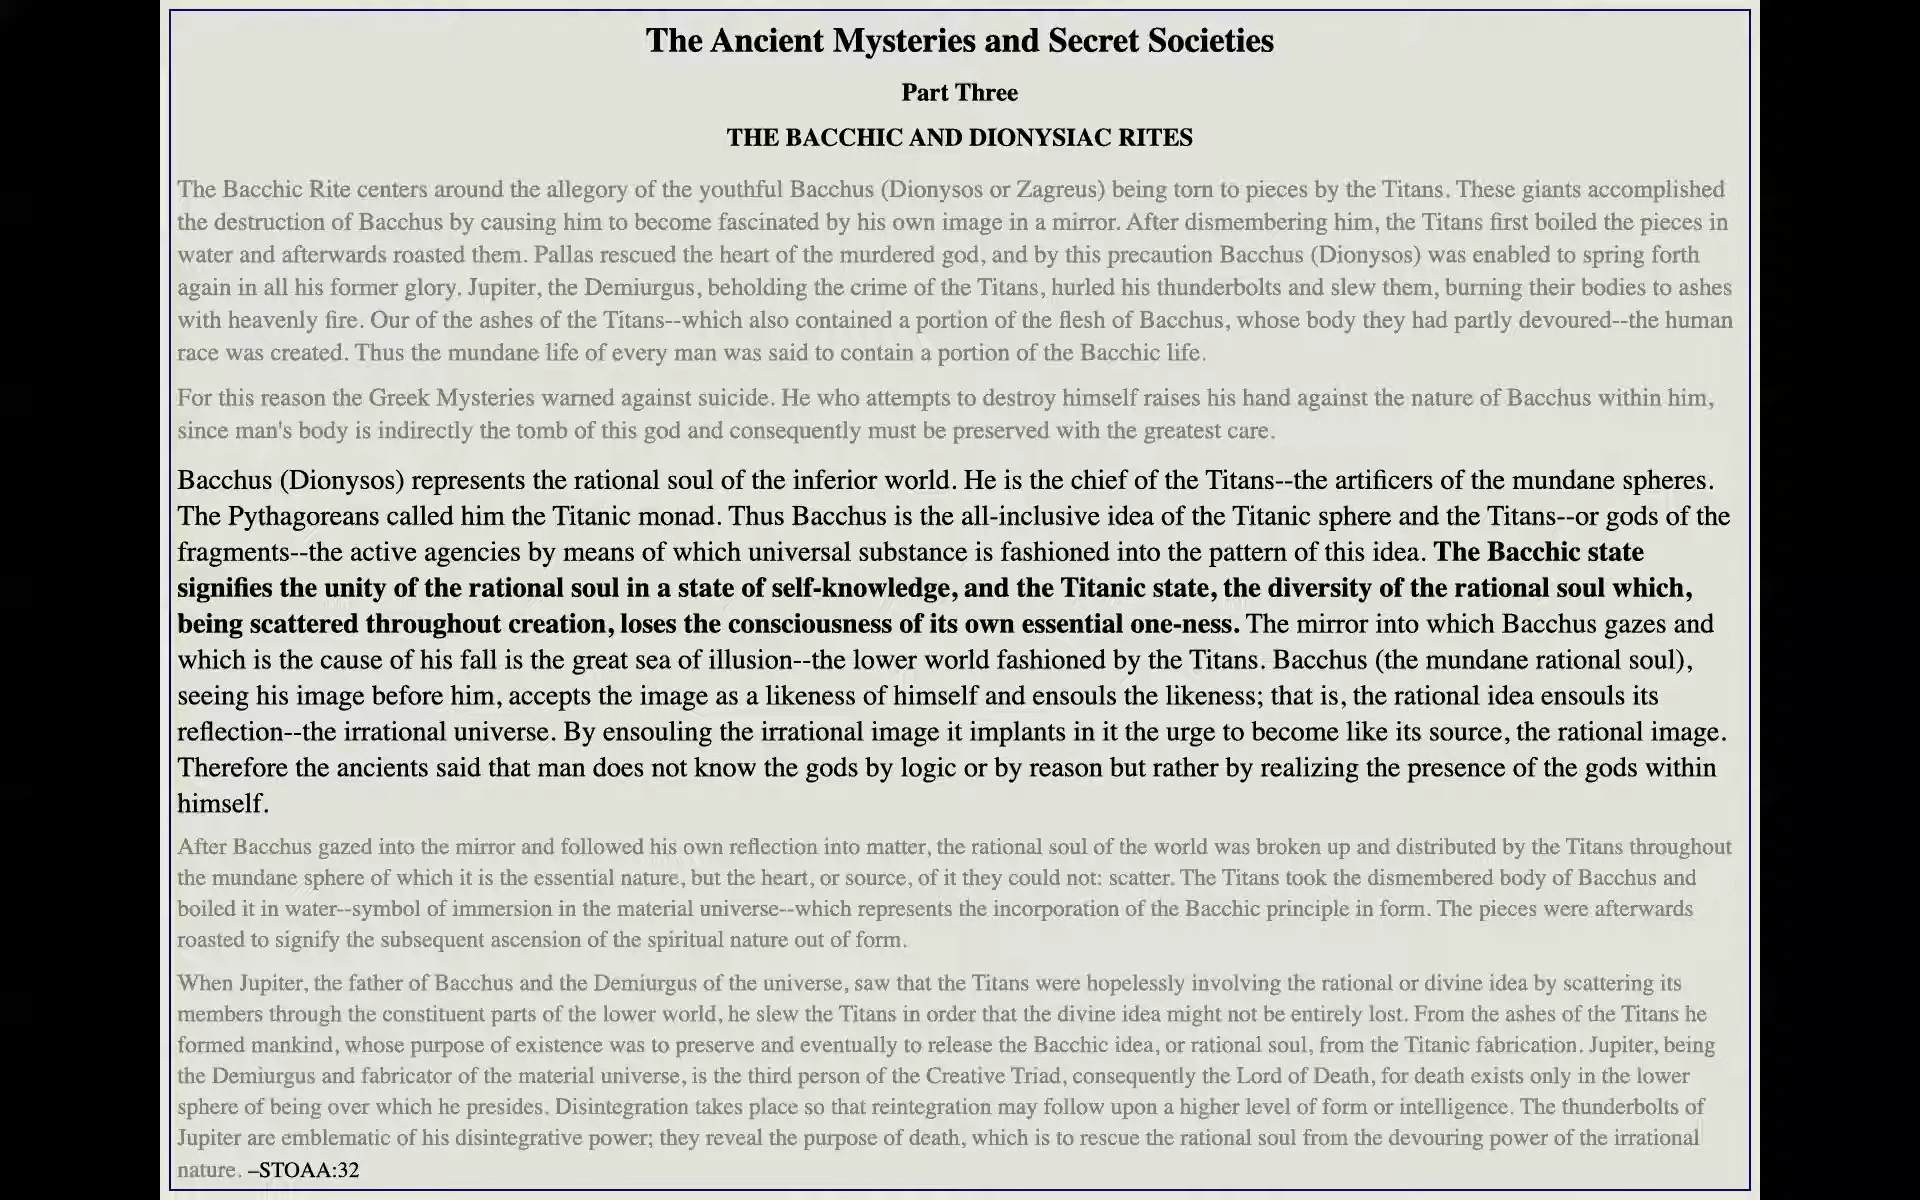 The Ancient Mysteries and Secret Societies
Part Three
THE BACCHIC AND DIONYSIAC RITES
The Bacchic Rite centers around the allegory of the youthful Bacchus (Dionysos or Zagreus) being torn to pieces by the Titans. These giants accomplished
the destruction of Bacchus by causing him to become fascinated by his own image in a mirror. After dismembering him, the Titans first boiled the pieces in
water and afterwards roasted them. Pallas rescued the heart of the murdered god, and by this precaution Bacchus (Dionysos) was enabled to spring forth
again in all his former glory. Jupiter, the Demiurgus, beholding the crime of the Titans, hurled his thunderbolts and slew them, burning their bodies to ashes
with heavenly fire. Our of the ashes of the Titans--which also contained a portion of the flesh of Bacchus, whose body they had partly devoured--the human
race was created. Thus the mundane life of every man was said to contain a portion of the Bacchic life.
For this reason the Greek Mysteries warned against suicide. He who attempts to destroy himself raises his hand against the nature of Bacchus within him,
since man's body is indirectly the tomb of this god and consequently must be preserved with the greatest care.
Bacchus (Dionysos) represents the rational soul of the inferior world. He is the chief of the Titans--the artificers of the mundane spheres.
The Pythagoreans called him the Titanic monad. Thus Bacchus is the all-inclusive idea of the Titanic sphere and the Titans--or gods of the
fragments--the active agencies by means of which universal substance is fashioned into the pattern of this idea. The Bacchic state
signifies the unity of the rational soul in a state of self-knowledge, and the Titanic state, the diversity of the rational soul which,
being scattered throughout creation, loses the consciousness of its own essential one-ness. The mirror into which Bacchus gazes and
which is the cause of his fall is the great sea of illusion--the lower world fashioned by the Titans. Bacchus (the mundane rational soul),
seeing his image before him, accepts the image as a likeness of himself and ensouls the likeness; that is, the rational idea ensouls its
reflection--the irrational universe. By ensouling the irrational image it implants in it the urge to become like its source, the rational image.
Therefore the ancients said that man does not know the gods by logic or by reason but rather by realizing the presence of the gods within
himself.
After Bacchus gazed into the mirror and followed his own reflection into matter, the rational soul of the world was broken up and distributed by the Titans throughout
the mundane sphere of which it is the essential nature, but the heart, or source, of it they could not: scatter. The Titans took the dismembered body of Bacchus and
boiled it in water--symbol of immersion in the material universe--which represents the incorporation of the Bacchic principle in form. The pieces were afterwards
roasted to signify the subsequent ascension of the spiritual nature out of form.
When Jupiter, the father of Bacchus and the Demiurgus of the universe, saw that the Titans were hopelessly involving the rational or divine idea by scattering its
members through the constituent parts of the lower world, he slew the Titans in order that the divine idea might not be entirely lost. From the ashes of the Titans he
formed mankind, whose purpose of existence was to preserve and eventually to release the Bacchic idea, or rational soul, from the Titanic fabrication. Jupiter, being
the Demiurgus and fabricator of the material universe, is the third person of the Creative Triad, consequently the Lord of Death, for death exists only in the lower
sphere of being over which he presides. Disintegration takes place so that reintegration may follow upon a higher level of form or intelligence. The thunderbolts of
Jupiter are emblematic of his disintegrative power; they reveal the purpose of death, which is to rescue the rational soul from the devouring power of the irrational
nature. –STOAA:32